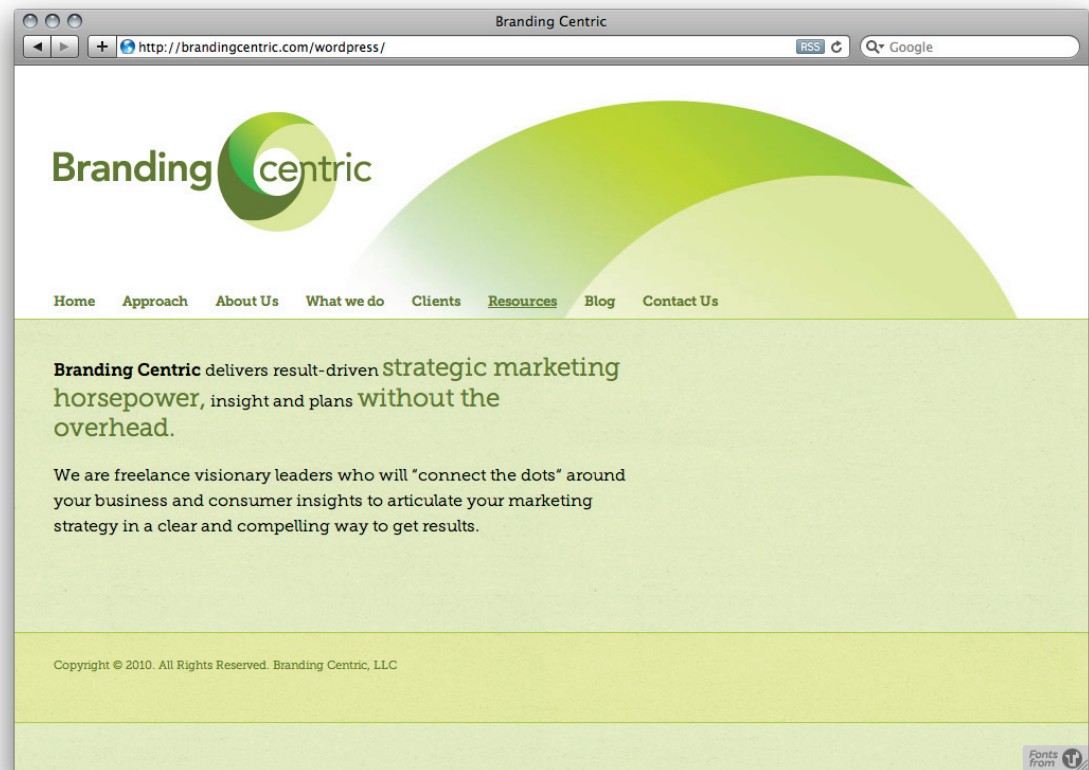 Branding Centric
http://brandingcentric.com/wordpress/ RSS Google
Branding centric
Home Approach About Us What we do Clients Resources Blog Contact Us
Branding Centric delivers result-driven strategic marketing
horsepower, insight and plans without the
overhead.
We are freelance visionary leaders who will “connect the dots” around
your business and consumer insights to articulate your marketing
strategy in a clear and compelling way to get results.
Copyright © 2010. All Rights Reserved. Branding Centric, LLC
Fonts
from